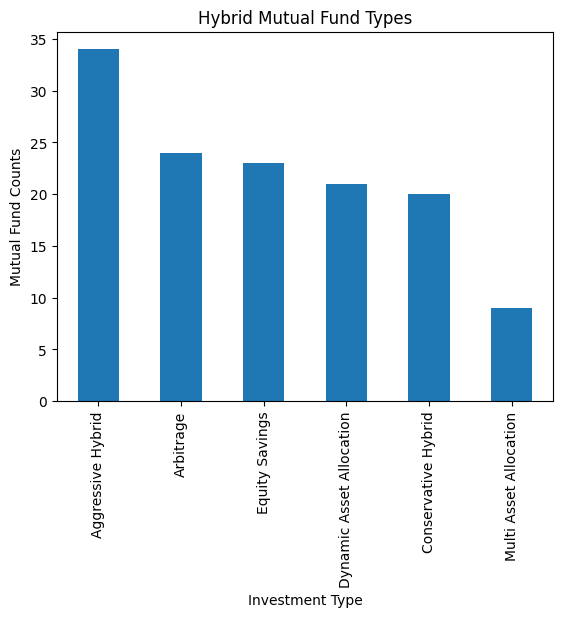 Hybrid Mutual Fund Types
Mutual Fund Counts
35
30
25
20
15
10
5
0
Aggressive Hybrid
Arbitrage
Equity Savings
Dynamic Asset Allocation
Conservative Hybrid
Multi Asset Allocation
Investment Type